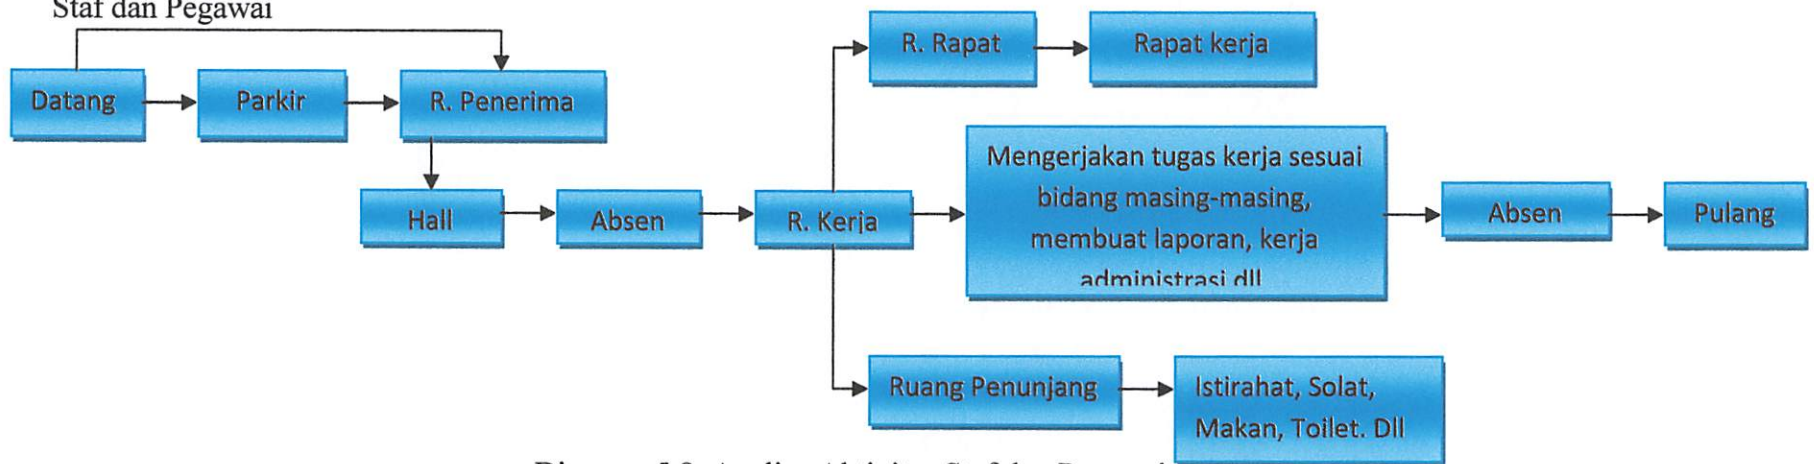 Staf dan Pegawai
Datang
Parkir
R. Penerima
Hall
Absen
R. Kerja
R. Rapat
Rapat kerja
Mengerjakan tugas kerja sesuai
bidang masing-masing,
membuat laporan, kerja
administrasi dll
Absen
Pulang
Ruang Penunjang
Istirahat, Solat,
Makan, Toilet. Dll